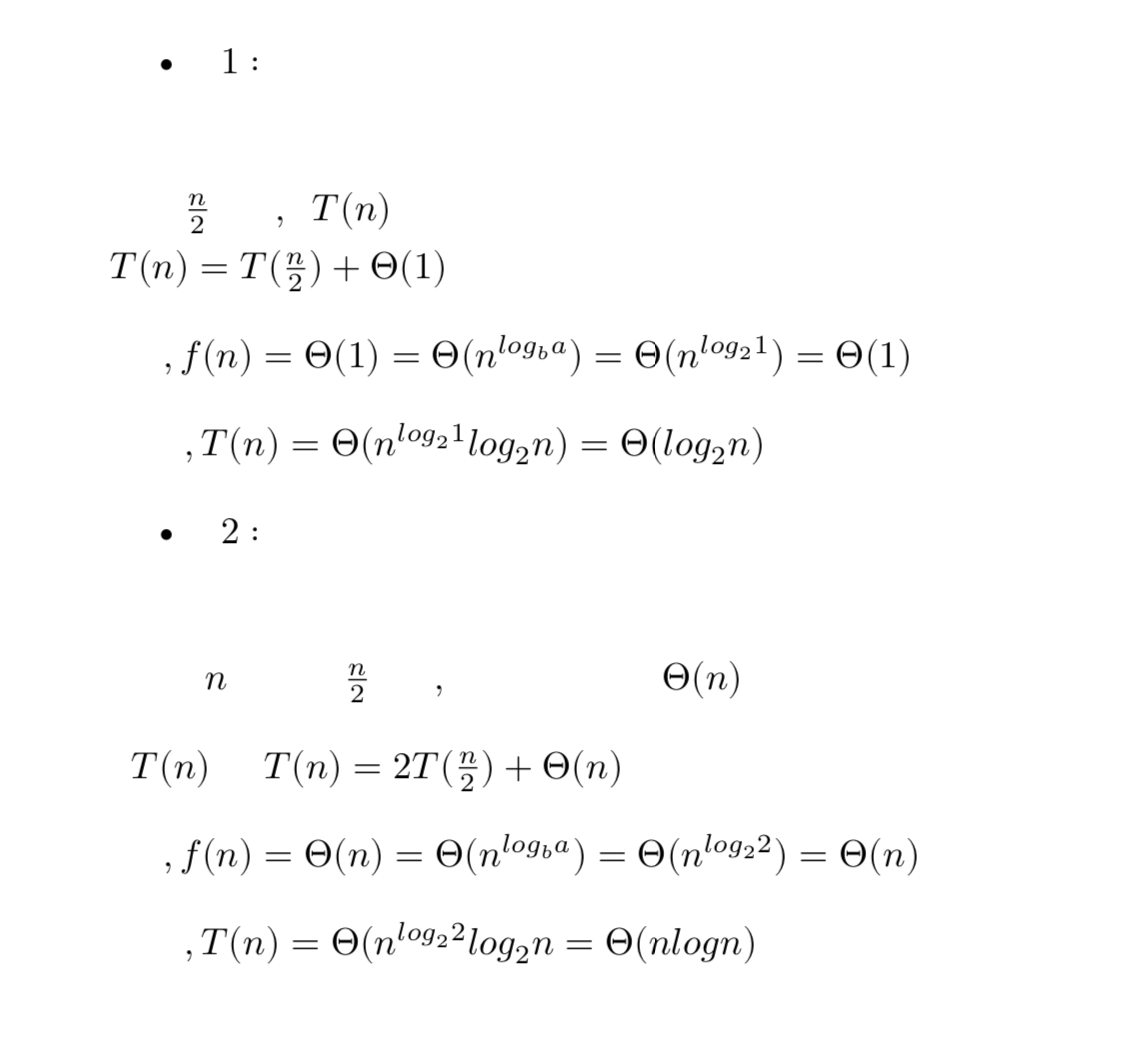 • 1 :
n/2 , T(n)
T(n) = T(n/2) + Θ(1)
, f(n) = Θ(1) = Θ(n^{log_b a}) = Θ(n^{log_2 1}) = Θ(1)
, T(n) = Θ(n^{log_2 1} log_2 n) = Θ(log_2 n)
• 2 :
n n/2 , Θ(n)
T(n) T(n) = 2T(n/2) + Θ(n)
, f(n) = Θ(n) = Θ(n^{log_b a}) = Θ(n^{log_2 2}) = Θ(n)
, T(n) = Θ(n^{log_2 2} log_2 n = Θ(nlogn)